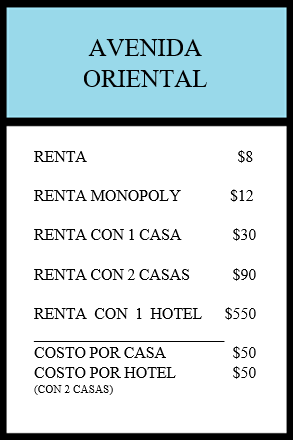 AVENIDA
ORIENTAL
RENTA $8
RENTA MONOPOLY $12
RENTA CON 1 CASA $30
RENTA CON 2 CASAS $90
RENTA CON 1 HOTEL $550
COSTO POR CASA $50
COSTO POR HOTEL $50
(CON 2 CASAS)